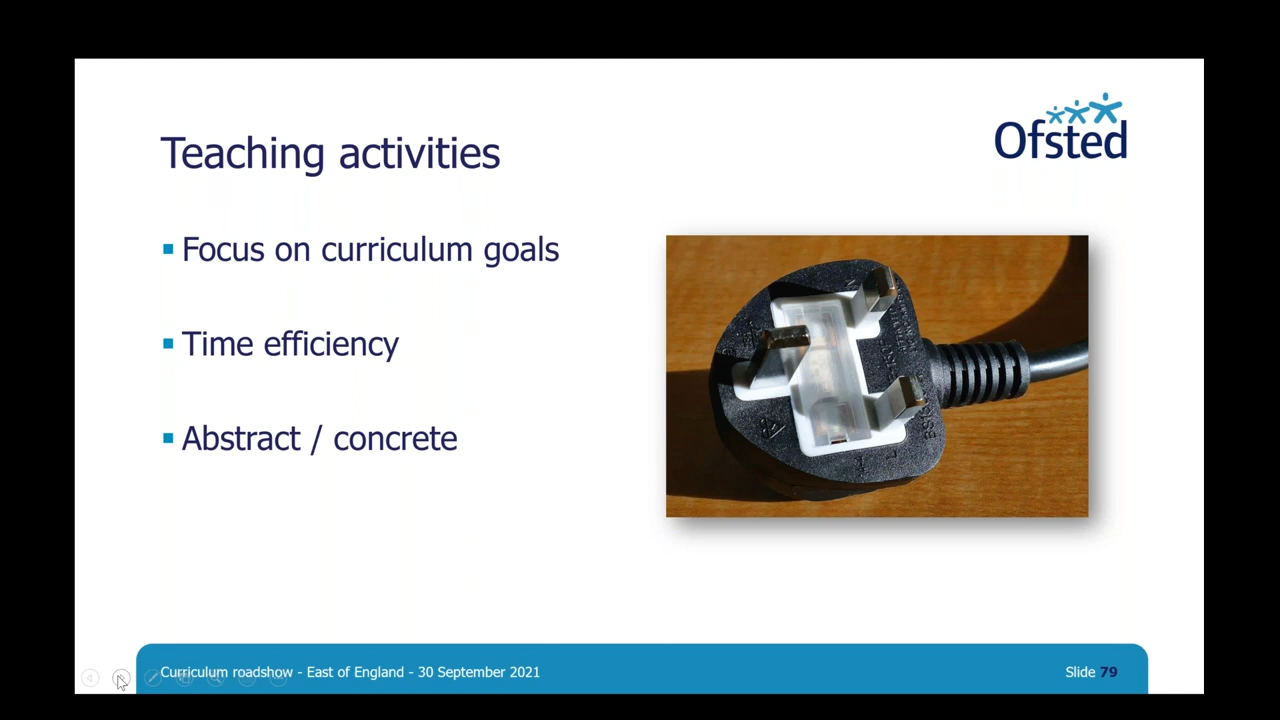 Teaching activities
Ofsted
Focus on curriculum goals
Time efficiency
Abstract / concrete
N
L
Curriculum roadshow - East of England - 30 September 2021
Slide 79